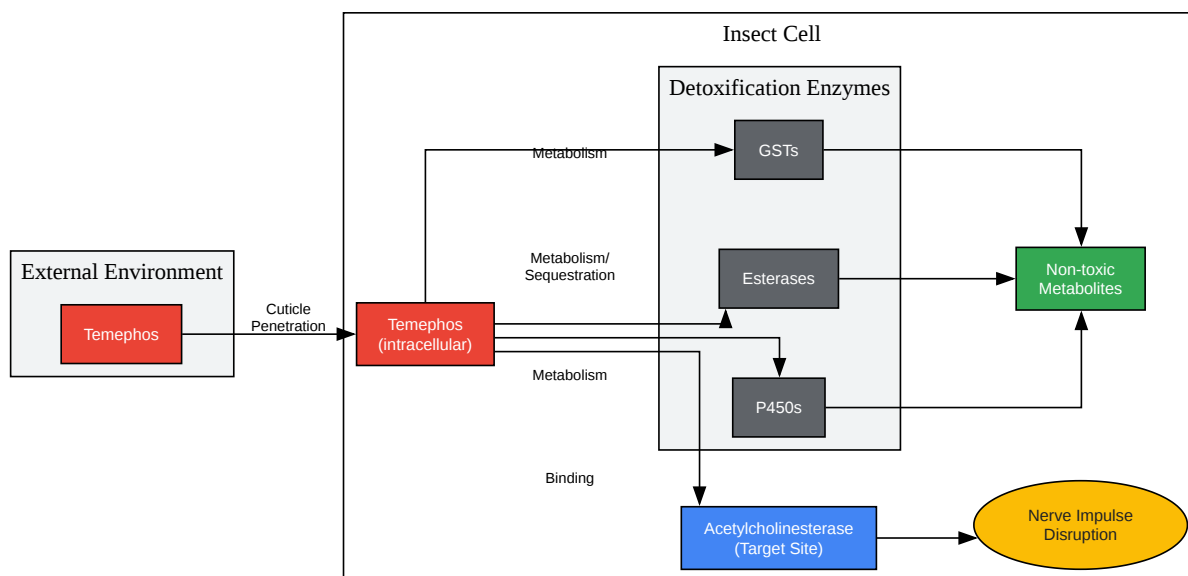 Insect Cell
Detoxification Enzymes
GSTs
Metabolism
Metabolism/
Sequestration
Esterases
Non-toxic
Metabolites
External Environment
Temephos
Cuticle
Penetration
Temephos
(intracellular)
Metabolism
P450s
Binding
Acetylcholinesterase
(Target Site)
Nerve Impulse
Disruption